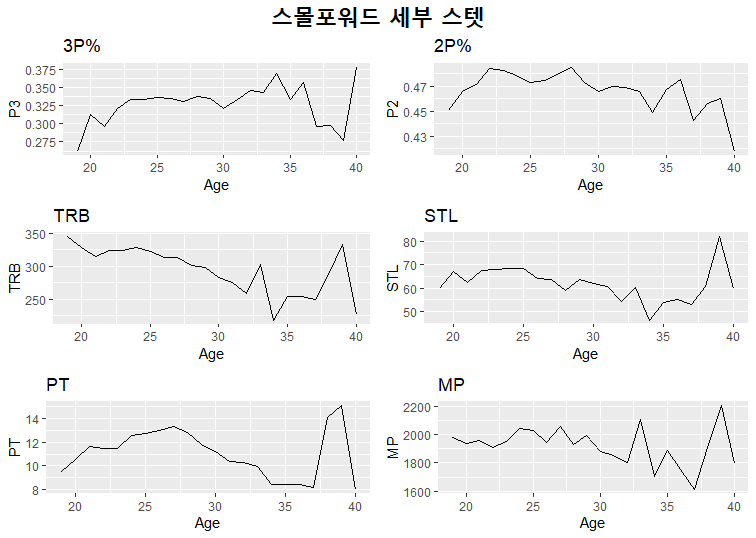 스몰포워드 세부 스텟
3P%
P3
0.375
0.350
0.325
0.300
0.275
20 25 30 35 40
Age
2P%
P2
0.47
0.45
0.43
20 25 30 35 40
Age
TRB
TRB
350
300
250
20 25 30 35 40
Age
STL
STL
80
70
60
50
20 25 30 35 40
Age
PT
PT
14
12
10
8
20 25 30 35 40
Age
MP
MP
2200
2000
1800
1600
20 25 30 35 40
Age